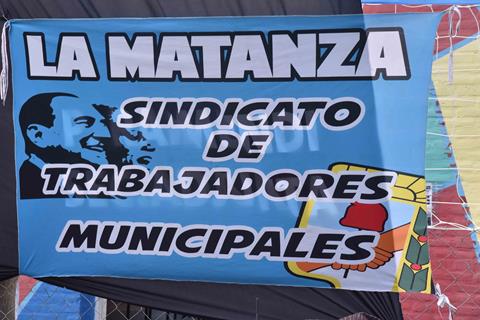 LA MATANZA
SINDICATO
DE
TRABAJADORES
MUNICIPALES